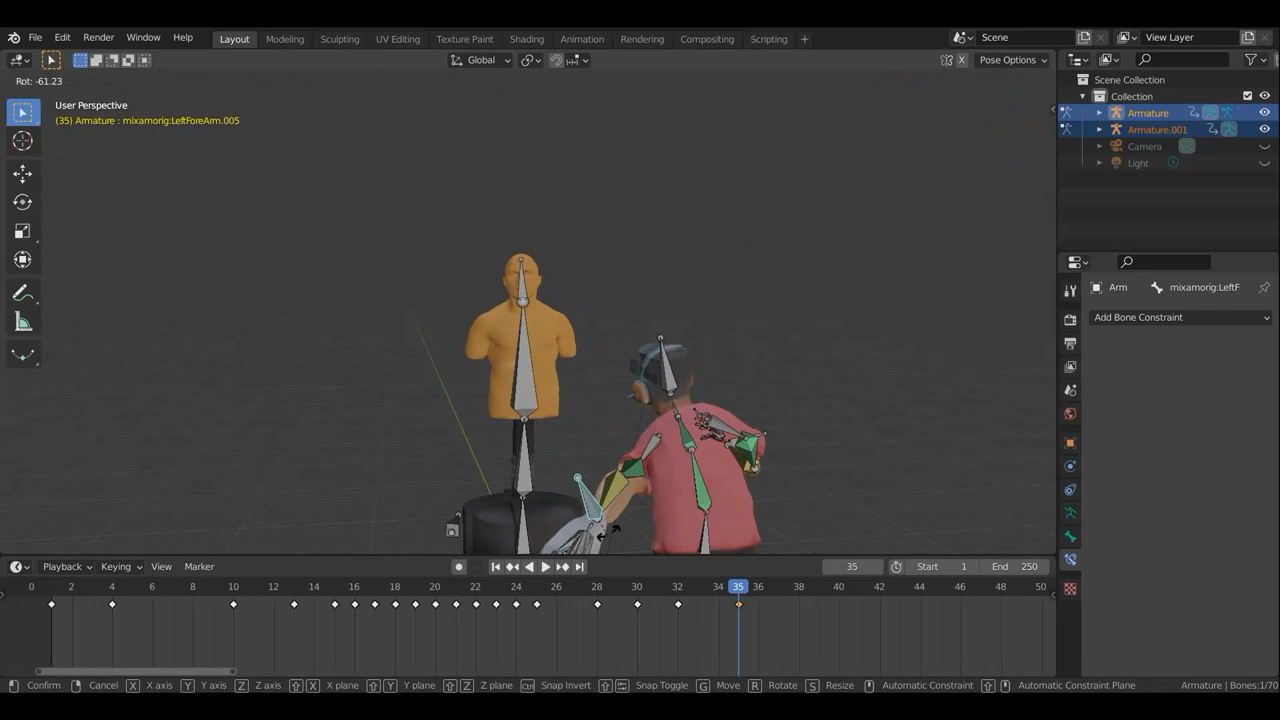 File Edit Render Window Help Layout Modeling Sculpting UV Editing Texture Paint Shading Animation Rendering Compositing Scripting + Scene View Layer
Global X Pose Options
Rot: -61.23
User Perspective
(35) Armature : mixamorig:LeftForeArm.005
Scene Collection
Collection
Armature
Armature.001
Camera
Light
Arm mixamorig:LeftF
Add Bone Constraint
Playback Keying View Marker 35 Start 1 End 250
0 2 4 6 8 10 12 14 16 18 20 22 24 26 28 30 32 34 35 36 38 40 42 44 46 48 50
Confirm Cancel X X axis Y Y axis Z Z axis X X plane Y Y plane Z Z plane Ctrl Snap Invert Snap Toggle G Move R Rotate S Resize Automatic Constraint Automatic Constraint Plane Armature | Bones:1/70